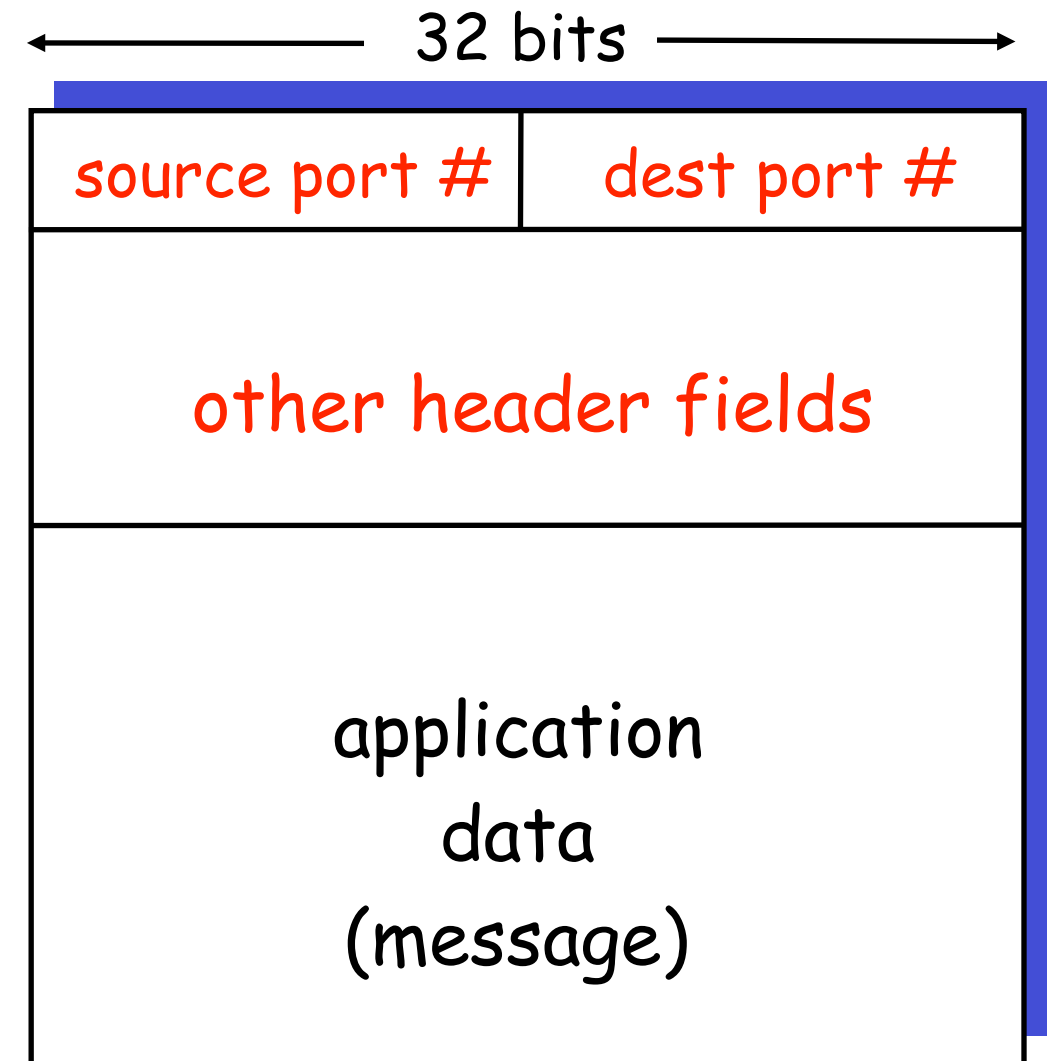 32 bits
source port # dest port #
other header fields
application
data
(message)